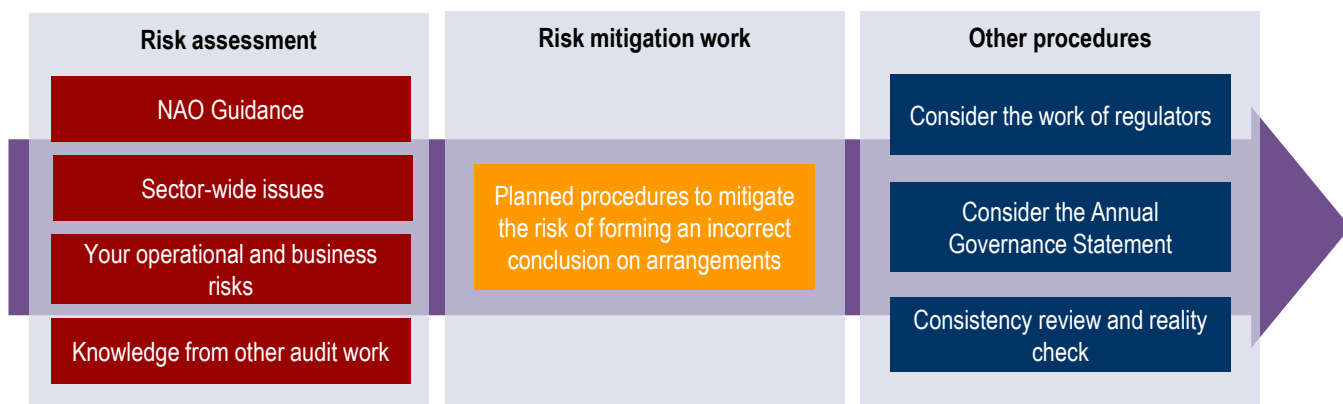 Risk assessment
NAO Guidance
Sector-wide issues
Your operational and business
risks
Knowledge from other audit work
Risk mitigation work
Planned procedures to mitigate
the risk of forming an incorrect
conclusion on arrangements
Other procedures
Consider the work of regulators
Consider the Annual
Governance Statement
Consistency review and reality
check